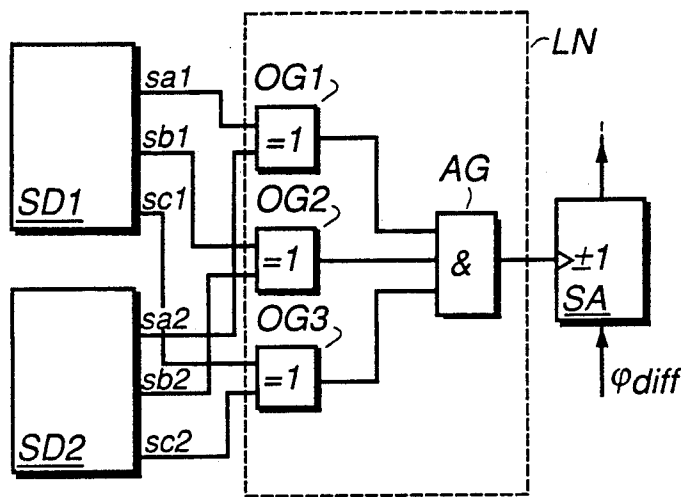 LN
OG1
sa1
=1
sb1
SD1
sc1
OG2
=1
AG
&
±1
SA
OG3
sa2
=1
sb2
SD2
sc2
φdiff